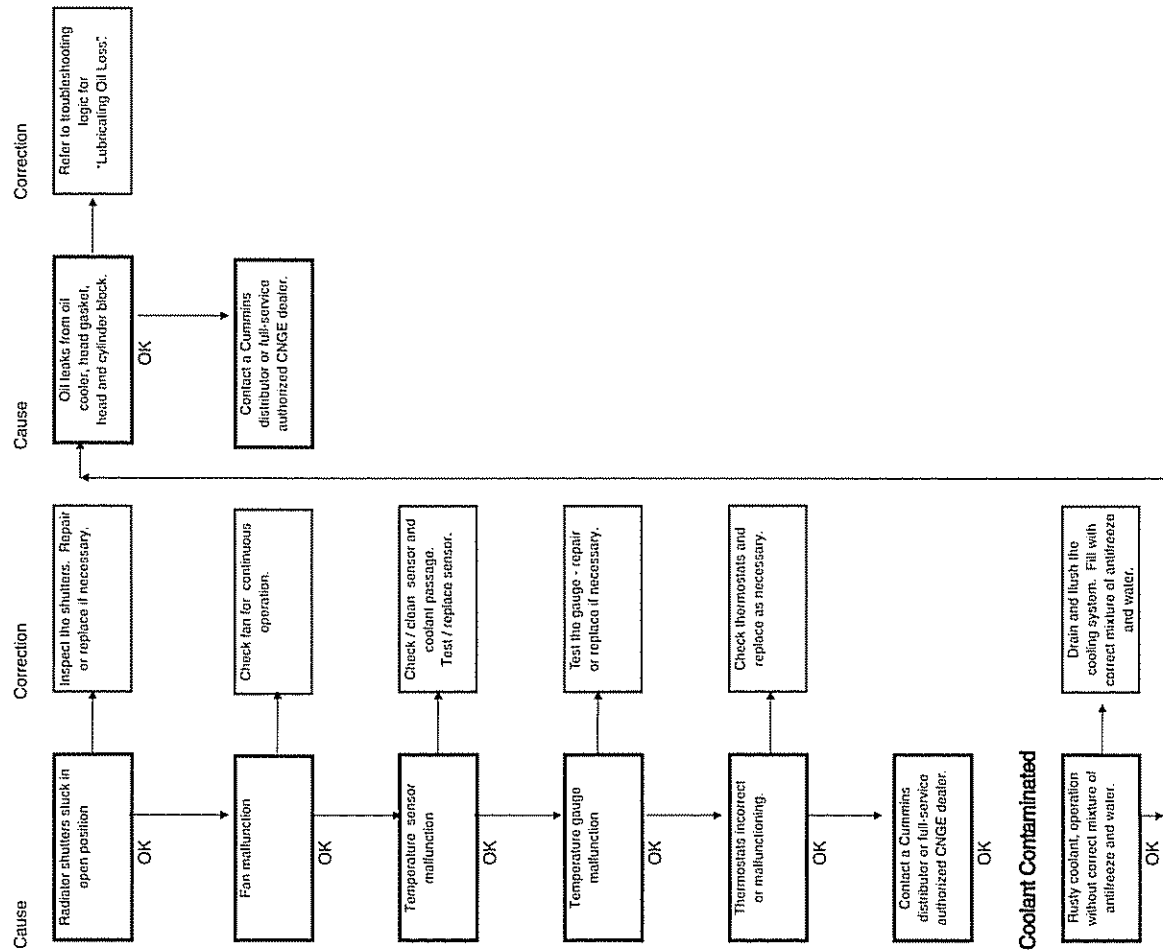 Cause
Correction
Radiator shutters stuck in
open position
Inspect the shutters. Repair
or replace if necessary.
OK
Fan malfunction
Check fan for continuous
operation.
OK
Temperature sensor
malfunction
Check / clean sensor and
coolant passage.
Test / replace sensor.
OK
Temperature gauge
malfunction
Test the gauge - repair
or replace if necessary.
OK
Thermostats incorrect
or malfunctioning.
Check thermostats and
replace as necessary.
OK
Contact a Cummins
distributor or full-service
authorized CNGE dealer.
OK
Coolant Contaminated
Rusty coolant, operation
without correct mixture of
antifreeze and water.
Drain and flush the
cooling system. Fill with
correct mixture of antifreeze
and water.
OK
Cause
Correction
Oil leaks from oil
cooler, head gasket,
head and cylinder block.
Refer to troubleshooting
logic for
"Lubricating Oil Loss".
OK
Contact a Cummins
distributor or full-service
authorized CNGE dealer.